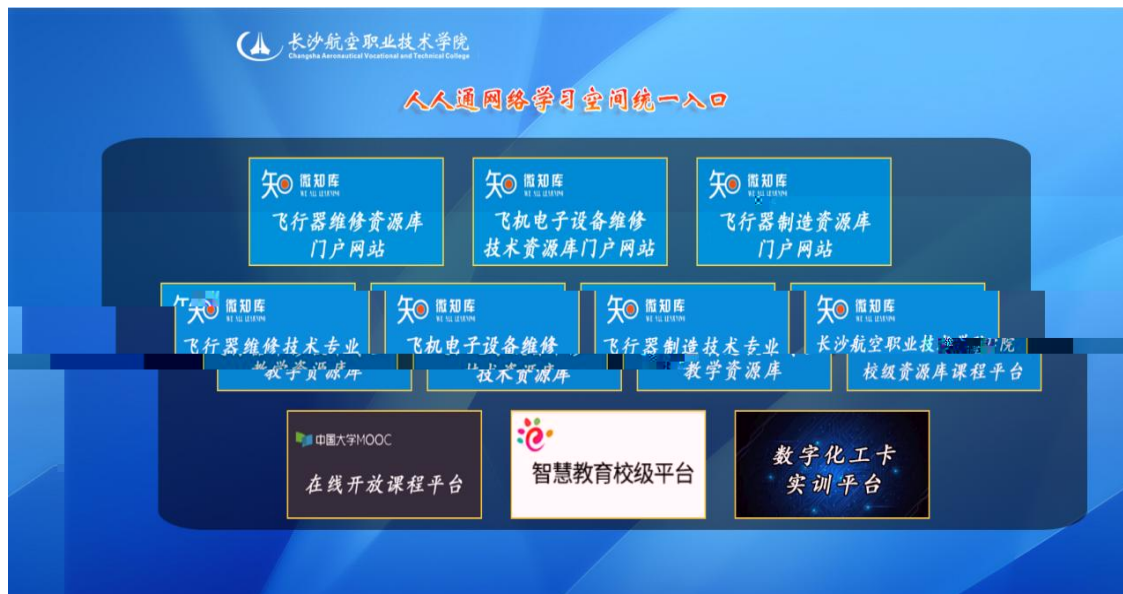 长沙航空职业技术学院
Changsha Aeronautical Vocational and Technical College
人人通网络学习空间统一入口
知 微知库
飞行器维修资源库
门户网站
知 微知库
飞机电子设备维修
技术资源库门户网站
知 微知库
飞行器制造资源库
门户网站
知 微知库
飞行器维修技术专业
教学资源库
知 微知库
飞机电子设备维修
技术资源库
知 微知库
飞行器制造技术专业
教学资源库
知 微知库
长沙航空职业技
院
校级资源库课程平台
中国大学MOOC
在线开放课程平台
智慧教育校级平台
数字化工卡
实训平台